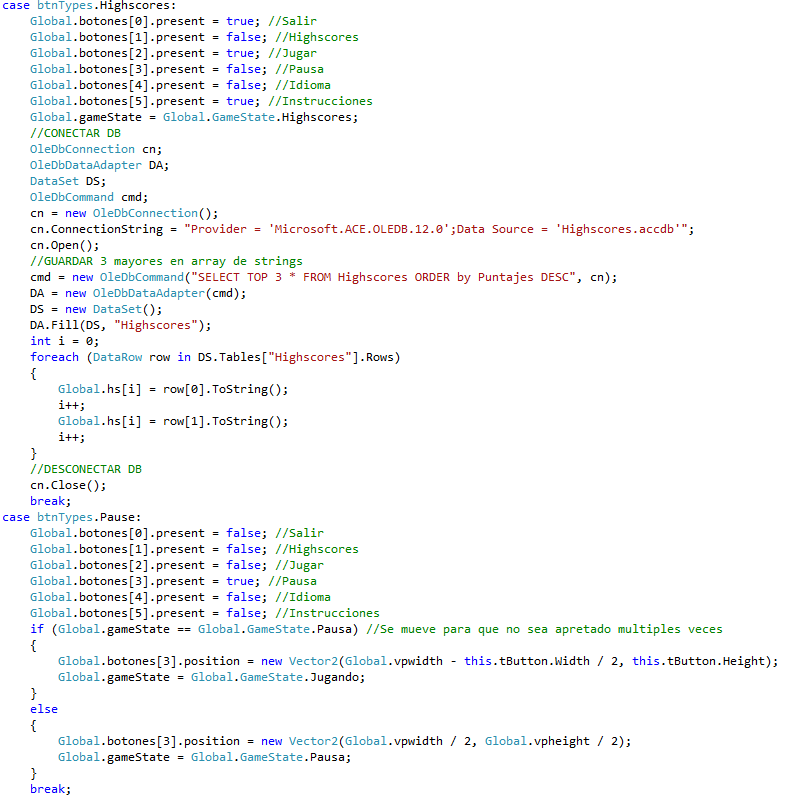 case btnTypes.Highscores:
    Global.botones[0].present = true; //Salir
    Global.botones[1].present = false; //Highscores
    Global.botones[2].present = true; //Jugar
    Global.botones[3].present = false; //Pausa
    Global.botones[4].present = false; //Idioma
    Global.botones[5].present = true; //Instrucciones
    Global.gameState = Global.GameState.Highscores;
    //CONECTAR DB
    OleDbConnection cn;
    OleDbDataAdapter DA;
    DataSet DS;
    OleDbCommand cmd;
    cn = new OleDbConnection();
    cn.ConnectionString = "Provider = 'Microsoft.ACE.OLEDB.12.0';Data Source = 'Highscores.accdb'";
    cn.Open();
    //GUARDAR 3 mayores en array de strings
    cmd = new OleDbCommand("SELECT TOP 3 * FROM Highscores ORDER by Puntajes DESC", cn);
    DA = new OleDbDataAdapter(cmd);
    DS = new DataSet();
    DA.Fill(DS, "Highscores");
    int i = 0;
    foreach (DataRow row in DS.Tables["Highscores"].Rows)
    {
        Global.hs[i] = row[0].ToString();
        i++;
        Global.hs[i] = row[1].ToString();
        i++;
    }
    //DESCONECTAR DB
    cn.Close();
    break;
case btnTypes.Pause:
    Global.botones[0].present = false; //Salir
    Global.botones[1].present = false; //Highscores
    Global.botones[2].present = false; //Jugar
    Global.botones[3].present = true; //Pausa
    Global.botones[4].present = false; //Idioma
    Global.botones[5].present = false; //Instrucciones
    if (Global.gameState == Global.GameState.Pausa) //Se mueve para que no sea apretado multiples veces
    {
        Global.botones[3].position = new Vector2(Global.vpwidth - this.tButton.Width / 2, this.tButton.Height);
        Global.gameState = Global.GameState.Jugando;
    }
    else
    {
        Global.botones[3].position = new Vector2(Global.vpwidth / 2, Global.vpheight / 2);
        Global.gameState = Global.GameState.Pausa;
    }
    break;